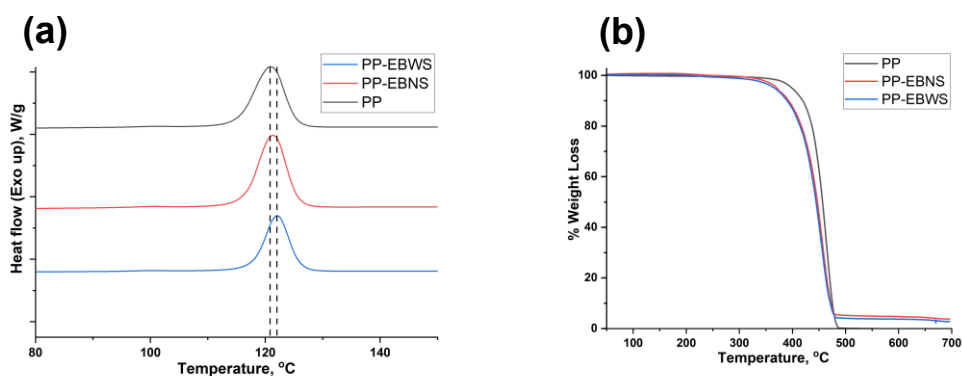 (a)
PP-EBWS
PP-EBNS
PP
Heat flow (Exo up), W/g
80
100
120
140
Temperature, °C
(b)
PP
PP-EBNS
PP-EBWS
% Weight Loss
100
80
60
40
20
0
100
200
300
400
500
600
700
Temperature, °C